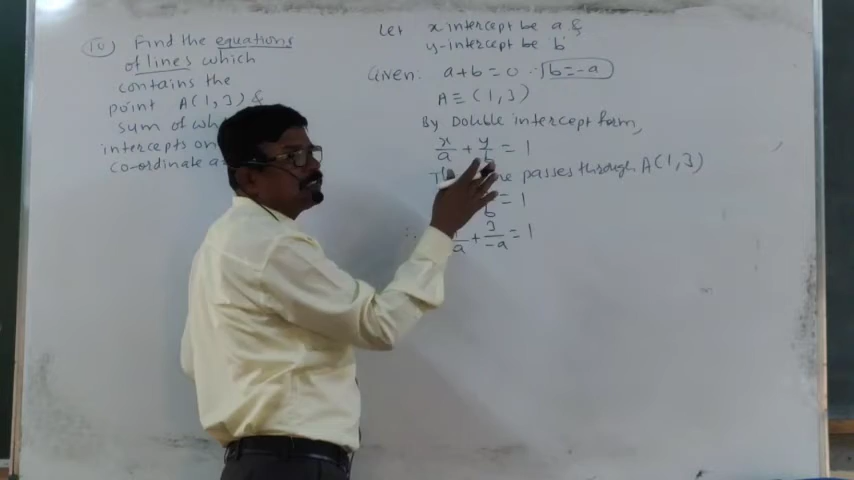 10) Find the equations
of lines which
contains the
point A(1,3) &
sum of
intercepts on
co-ordinate
Let x intercept be a &
y-intercept be b
Given: a+b=0 ∴ b=-a
A ≡ (1,3)
By Double intercept form,
x/a + y/b = 1
passes through A(1,3)
b = 1
∴ /a + 3/-a = 1